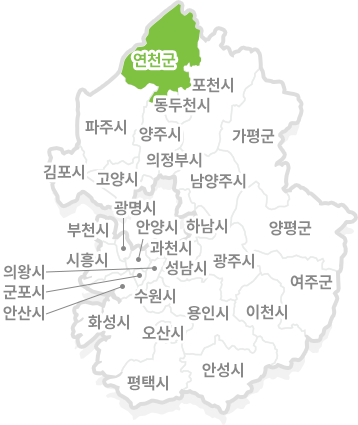 연천군
포천시
동두천시
파주시
양주시
가평군
의정부시
김포시
고양시
남양주시
광명시
부천시
안양시
하남시
양평군
과천시
시흥시
성남시
광주시
의왕시
군포시
안산시
수원시
여주군
용인시
이천시
화성시
오산시
평택시
안성시